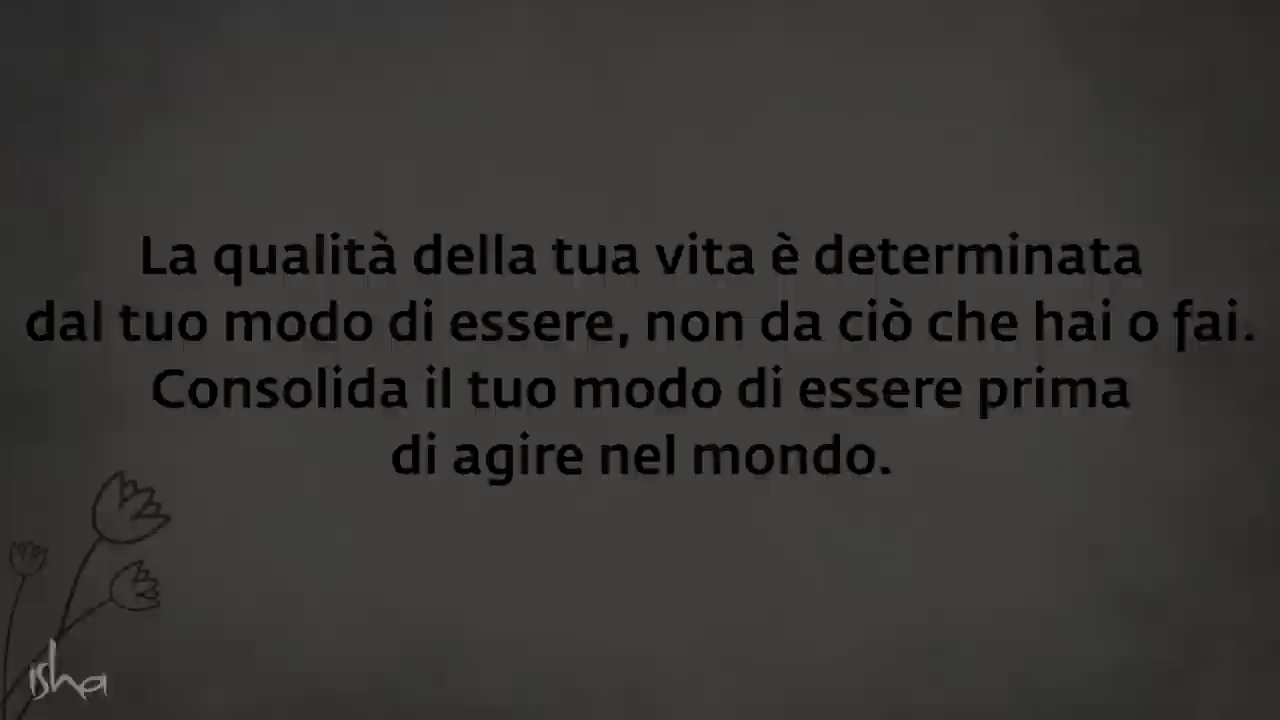 La qualità della tua vita è determinata
dal tuo modo di essere, non da ciò che hai o fai.
Consolida il tuo modo di essere prima
di agire nel mondo.
isha